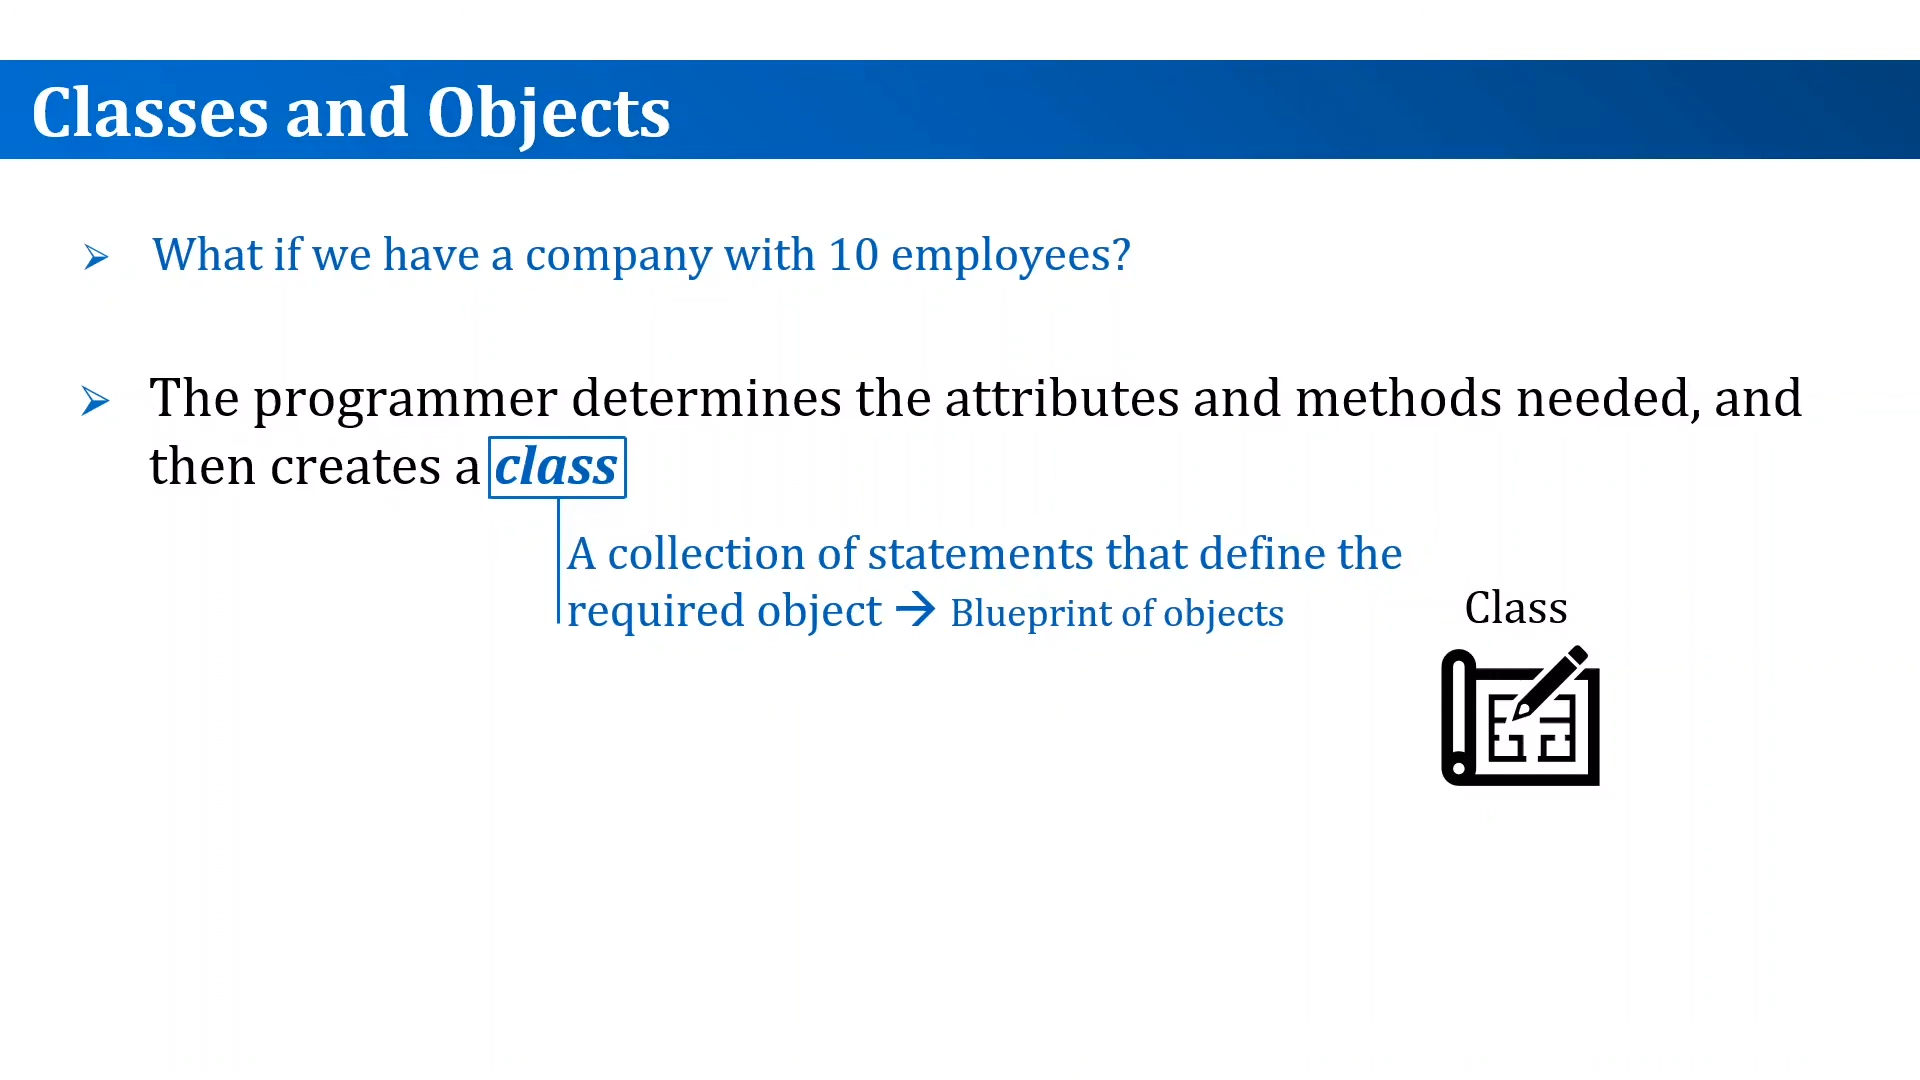 Classes and Objects
What if we have a company with 10 employees?
The programmer determines the attributes and methods needed, and
then creates a class
A collection of statements that define the
required object → Blueprint of objects
Class